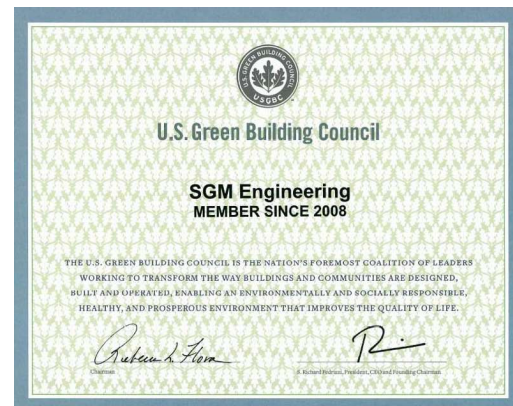 U.S. GREEN BUILDING COUNCIL
USGBC
U.S. Green Building Council
SGM Engineering
MEMBER SINCE 2008
THE U.S. GREEN BUILDING COUNCIL IS THE NATION'S FOREMOST COALITION OF LEADERS
WORKING TO TRANSFORM THE WAY BUILDINGS AND COMMUNITIES ARE DESIGNED,
BUILT AND OPERATED, ENABLING AN ENVIRONMENTALLY AND SOCIALLY RESPONSIBLE,
HEALTHY, AND PROSPEROUS ENVIRONMENT THAT IMPROVES THE QUALITY OF LIFE.
Chairman
S. Richard Fedrizzi, President, CEO and Founding Chairman